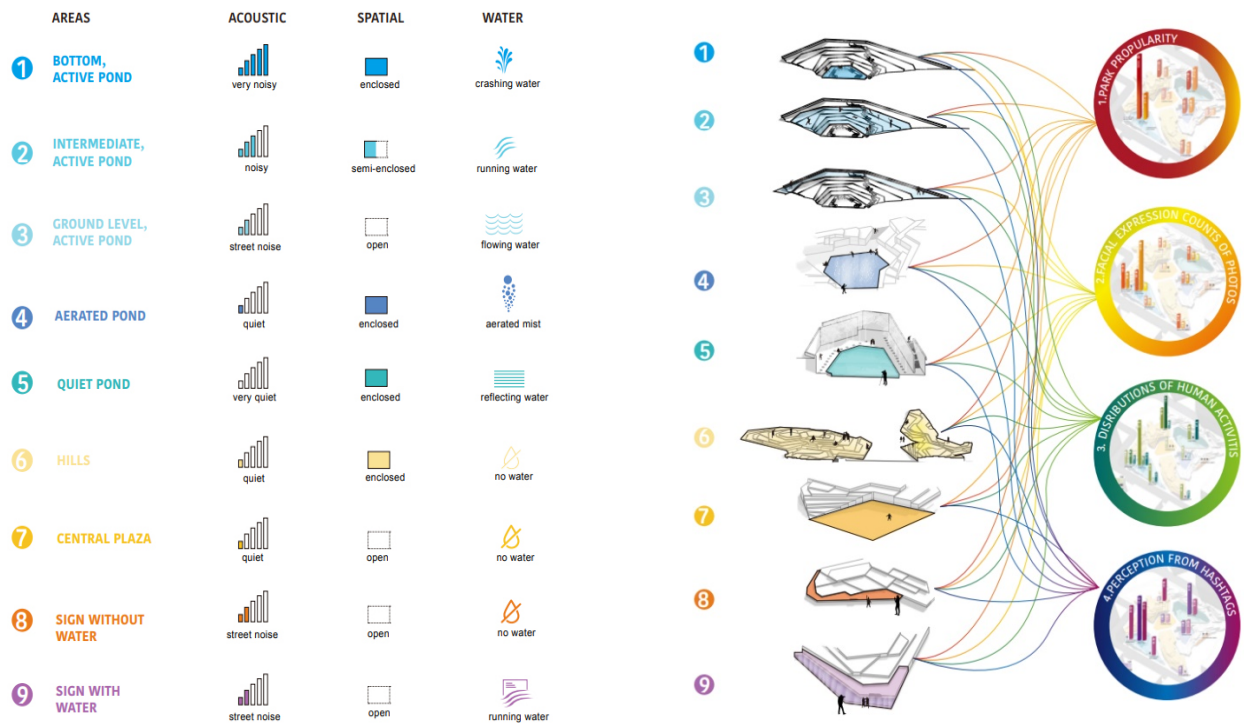 AREAS ACOUSTIC SPATIAL WATER
1 BOTTOM,
ACTIVE POND
very noisy enclosed crashing water
2 INTERMEDIATE,
ACTIVE POND
noisy semi-enclosed running water
3 GROUND LEVEL,
ACTIVE POND
street noise open flowing water
4 AERATED POND
quiet enclosed aerated mist
5 QUIET POND
very quiet enclosed reflecting water
6 HILLS
quiet enclosed no water
7 CENTRAL PLAZA
quiet open no water
8 SIGN WITHOUT
WATER
street noise open no water
9 SIGN WITH
WATER
street noise open running water
1
2
3
4
5
6
7
8
9
1.PARK PROPULARITY
2.FACIAL EXPRESSION COUNTS OF PHOTOS
3. DISRIBUTIONS OF HUMAN ACTIVITIS
4.PERCEPTION FROM HASHTAGS